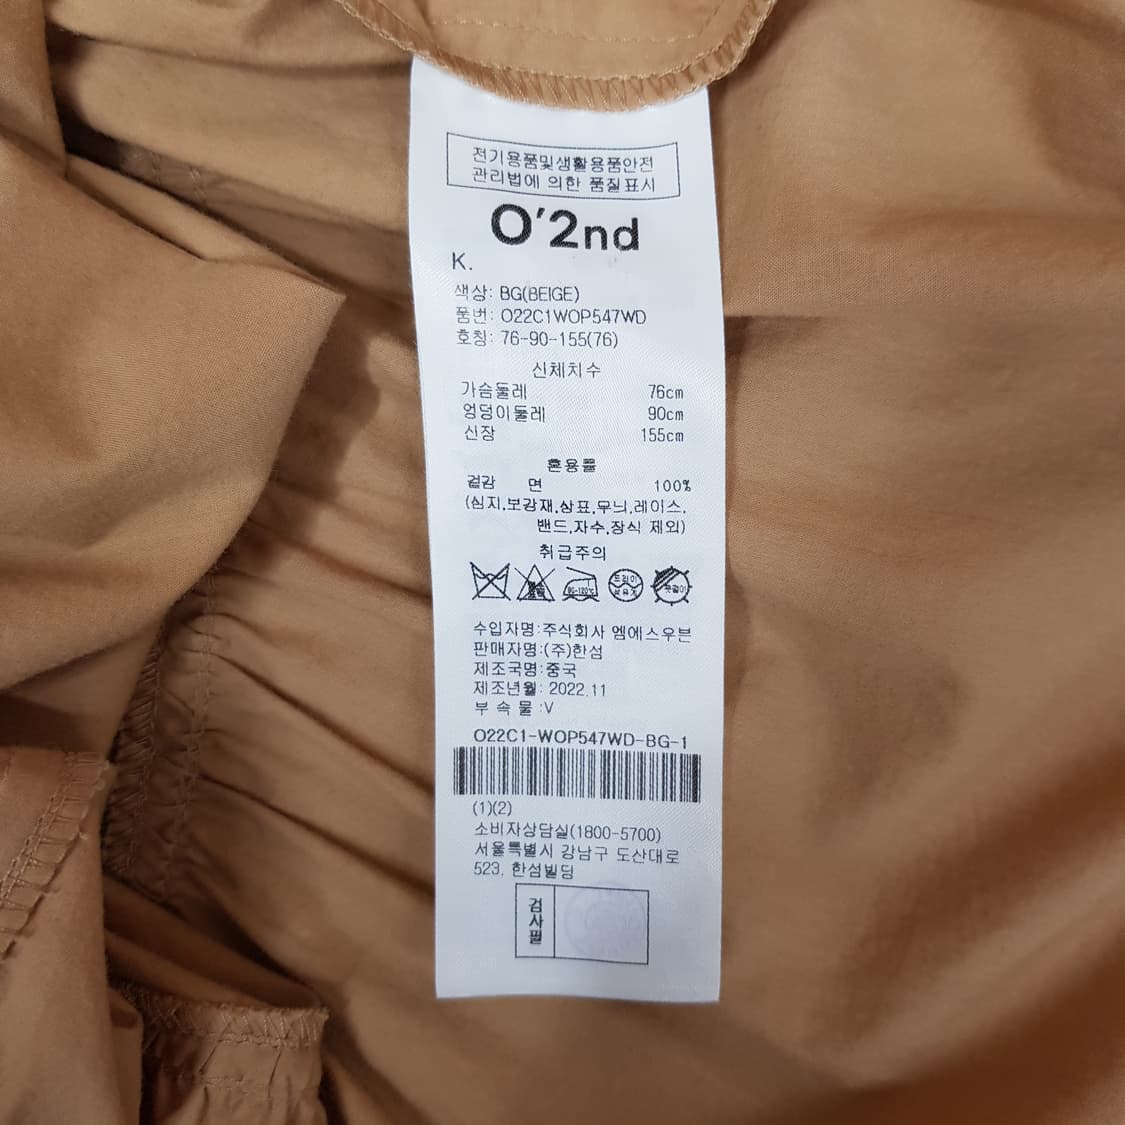 전기용품및생활용품안전
관리법에 의한 품질표시
O'2nd
K.
색상: BG(BEIGE)
품번: O22C1WOP547WD
호칭: 76-90-155(76)
신체치수
가슴둘레 76cm
엉덩이둘레 90cm
신장 155cm
혼용률
겉감 면 100%
(심지,보강재,상표,무늬,레이스,
밴드,자수,장식 제외)
취급주의
80~120℃
드라이
옷걸이
수입자명:주식회사 엠에스우븐
판매자명:(주)한섬
제조국명:중국
제조년월: 2022.11
부 속 물 :V
O22C1-WOP547WD-BG-1
(1)(2)
소비자상담실(1800-5700)
서울특별시 강남구 도산대로
523, 한섬빌딩
검사필